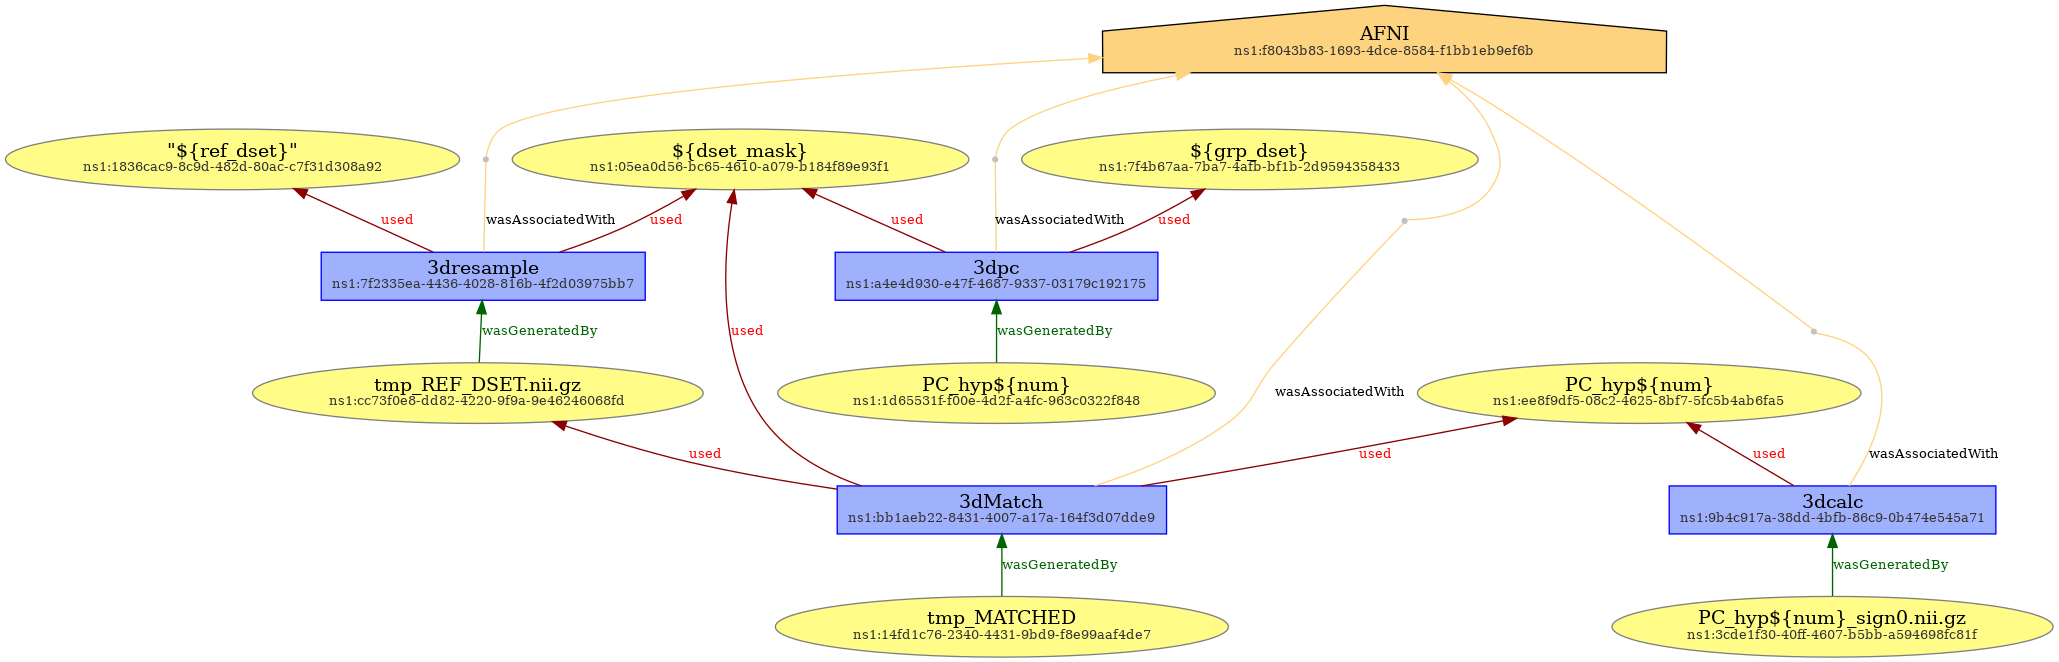 AFNI
ns1:f8043b83-1693-4dce-8584-f1bb1eb9ef6b
"${ref_dset}"
ns1:1836cac9-8c9d-482d-80ac-c7f31d308a92
${dset_mask}
ns1:05ea0d56-bc65-4610-a079-b184f89e93f1
${grp_dset}
ns1:7f4b67aa-7ba7-4afb-bf1b-2d9594358433
used
wasAssociatedWith
used
used
wasAssociatedWith
used
3dresample
ns1:7f2335ea-4436-4028-816b-4f2d03975bb7
3dpc
ns1:a4e4d930-e47f-4687-9337-03179c192175
wasGeneratedBy
used
wasGeneratedBy
tmp_REF_DSET.nii.gz
ns1:cc73f0e8-dd82-4220-9f9a-9e46246068fd
PC_hyp${num}
ns1:1d65531f-f00e-4d2f-a4fc-963c0322f848
wasAssociatedWith
PC_hyp${num}
ns1:ee8f9df5-08c2-4625-8bf7-5fc5b4ab6fa5
used
used
used
wasAssociatedWith
3dMatch
ns1:bb1aeb22-8431-4007-a17a-164f3d07dde9
3dcalc
ns1:9b4c917a-38dd-4bfb-86c9-0b474e545a71
wasGeneratedBy
wasGeneratedBy
tmp_MATCHED
ns1:14fd1c76-2340-4431-9bd9-f8e99aaf4de7
PC_hyp${num}_sign0.nii.gz
ns1:3cde1f30-40ff-4607-b5bb-a594698fc81f